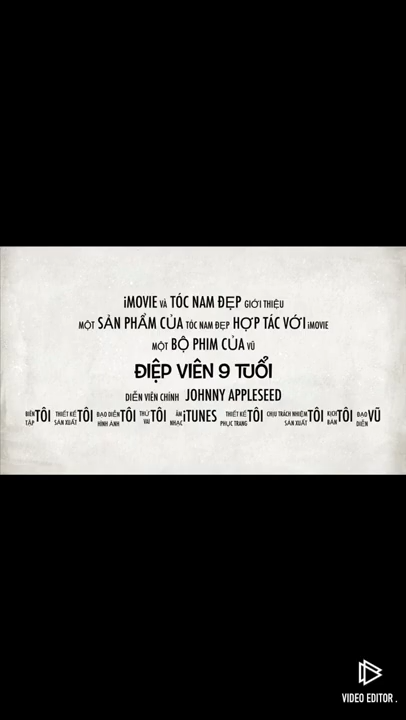 iMOVIE VÀ TÓC NAM ĐẸP GIỚI THIỆU
MỘT SẢN PHẨM CỦA TÓC NAM ĐẸP HỢP TÁC VỚI iMOVIE
MỘT BỘ PHIM CỦA VŨ
ĐIỆP VIÊN 9 TUỔI
DIỄN VIÊN CHÍNH JOHNNY APPLESEED
BIÊN TẬP TÔI THIẾT KẾ SẢN XUẤT TÔI ĐẠO DIỄN HÌNH ẢNH TÔI THỬ VAI TÔI ÂM NHẠC iTUNES THIẾT KẾ PHỤC TRANG TÔI CHỊU TRÁCH NHIỆM SẢN XUẤT TÔI KỊCH BẢN TÔI ĐẠO DIỄN VŨ
VIDEO EDITOR .